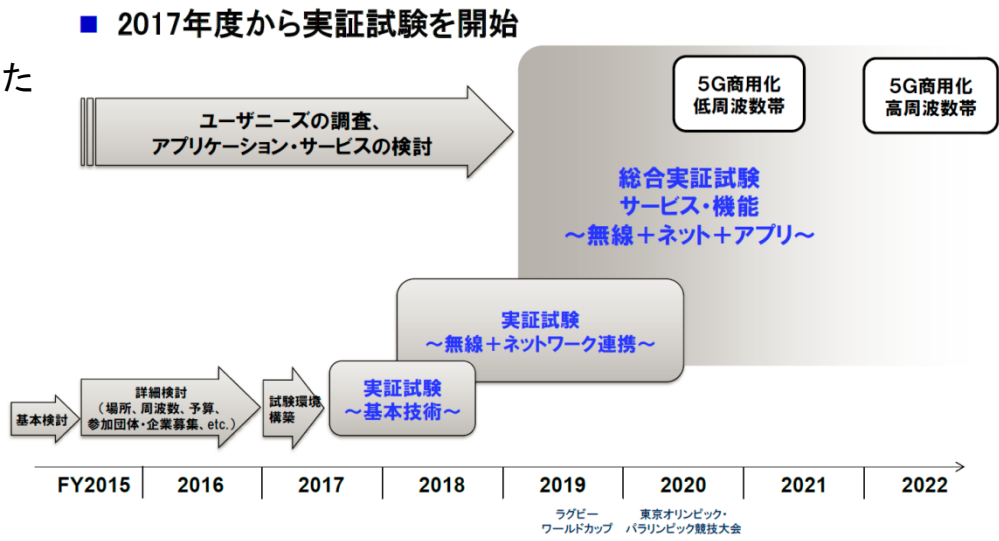 ■ 2017年度から実証試験を開始
た
5G商用化
低周波数帯
5G商用化
高周波数帯
ユーザニーズの調査、
アプリケーション・サービスの検討
総合実証試験
サービス・機能
～無線＋ネット＋アプリ～
実証試験
～無線＋ネットワーク連携～
実証試験
～基本技術～
基本検討
詳細検討
（場所、周波数、予算、
参加団体・企業募集、etc.）
試験環境
構築
FY2015
2016
2017
2018
2019
2020
2021
2022
ラグビー
ワールドカップ
東京オリンピック・
パラリンピック競技大会